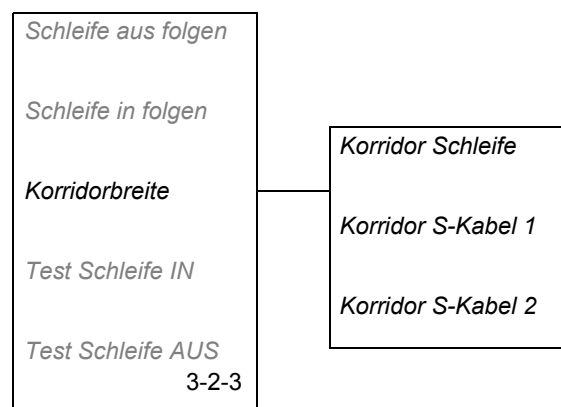 Schleife aus folgen
Schleife in folgen
Korridorbreite
Test Schleife IN
Test Schleife AUS
3-2-3
Korridor Schleife
Korridor S-Kabel 1
Korridor S-Kabel 2